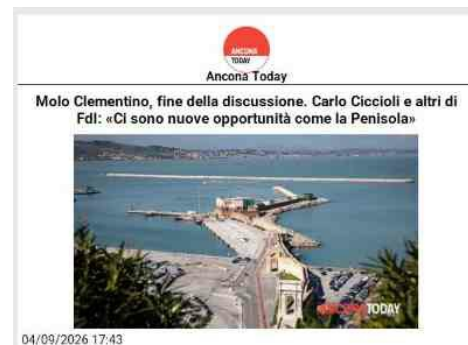 ANCONA
TODAY
Ancona Today
Molo Clementino, fine della discussione. Carlo Ciccioli e altri di
FdI: «Ci sono nuove opportunità come la Penisola»
ANCONA TODAY
04/09/2026 17:43